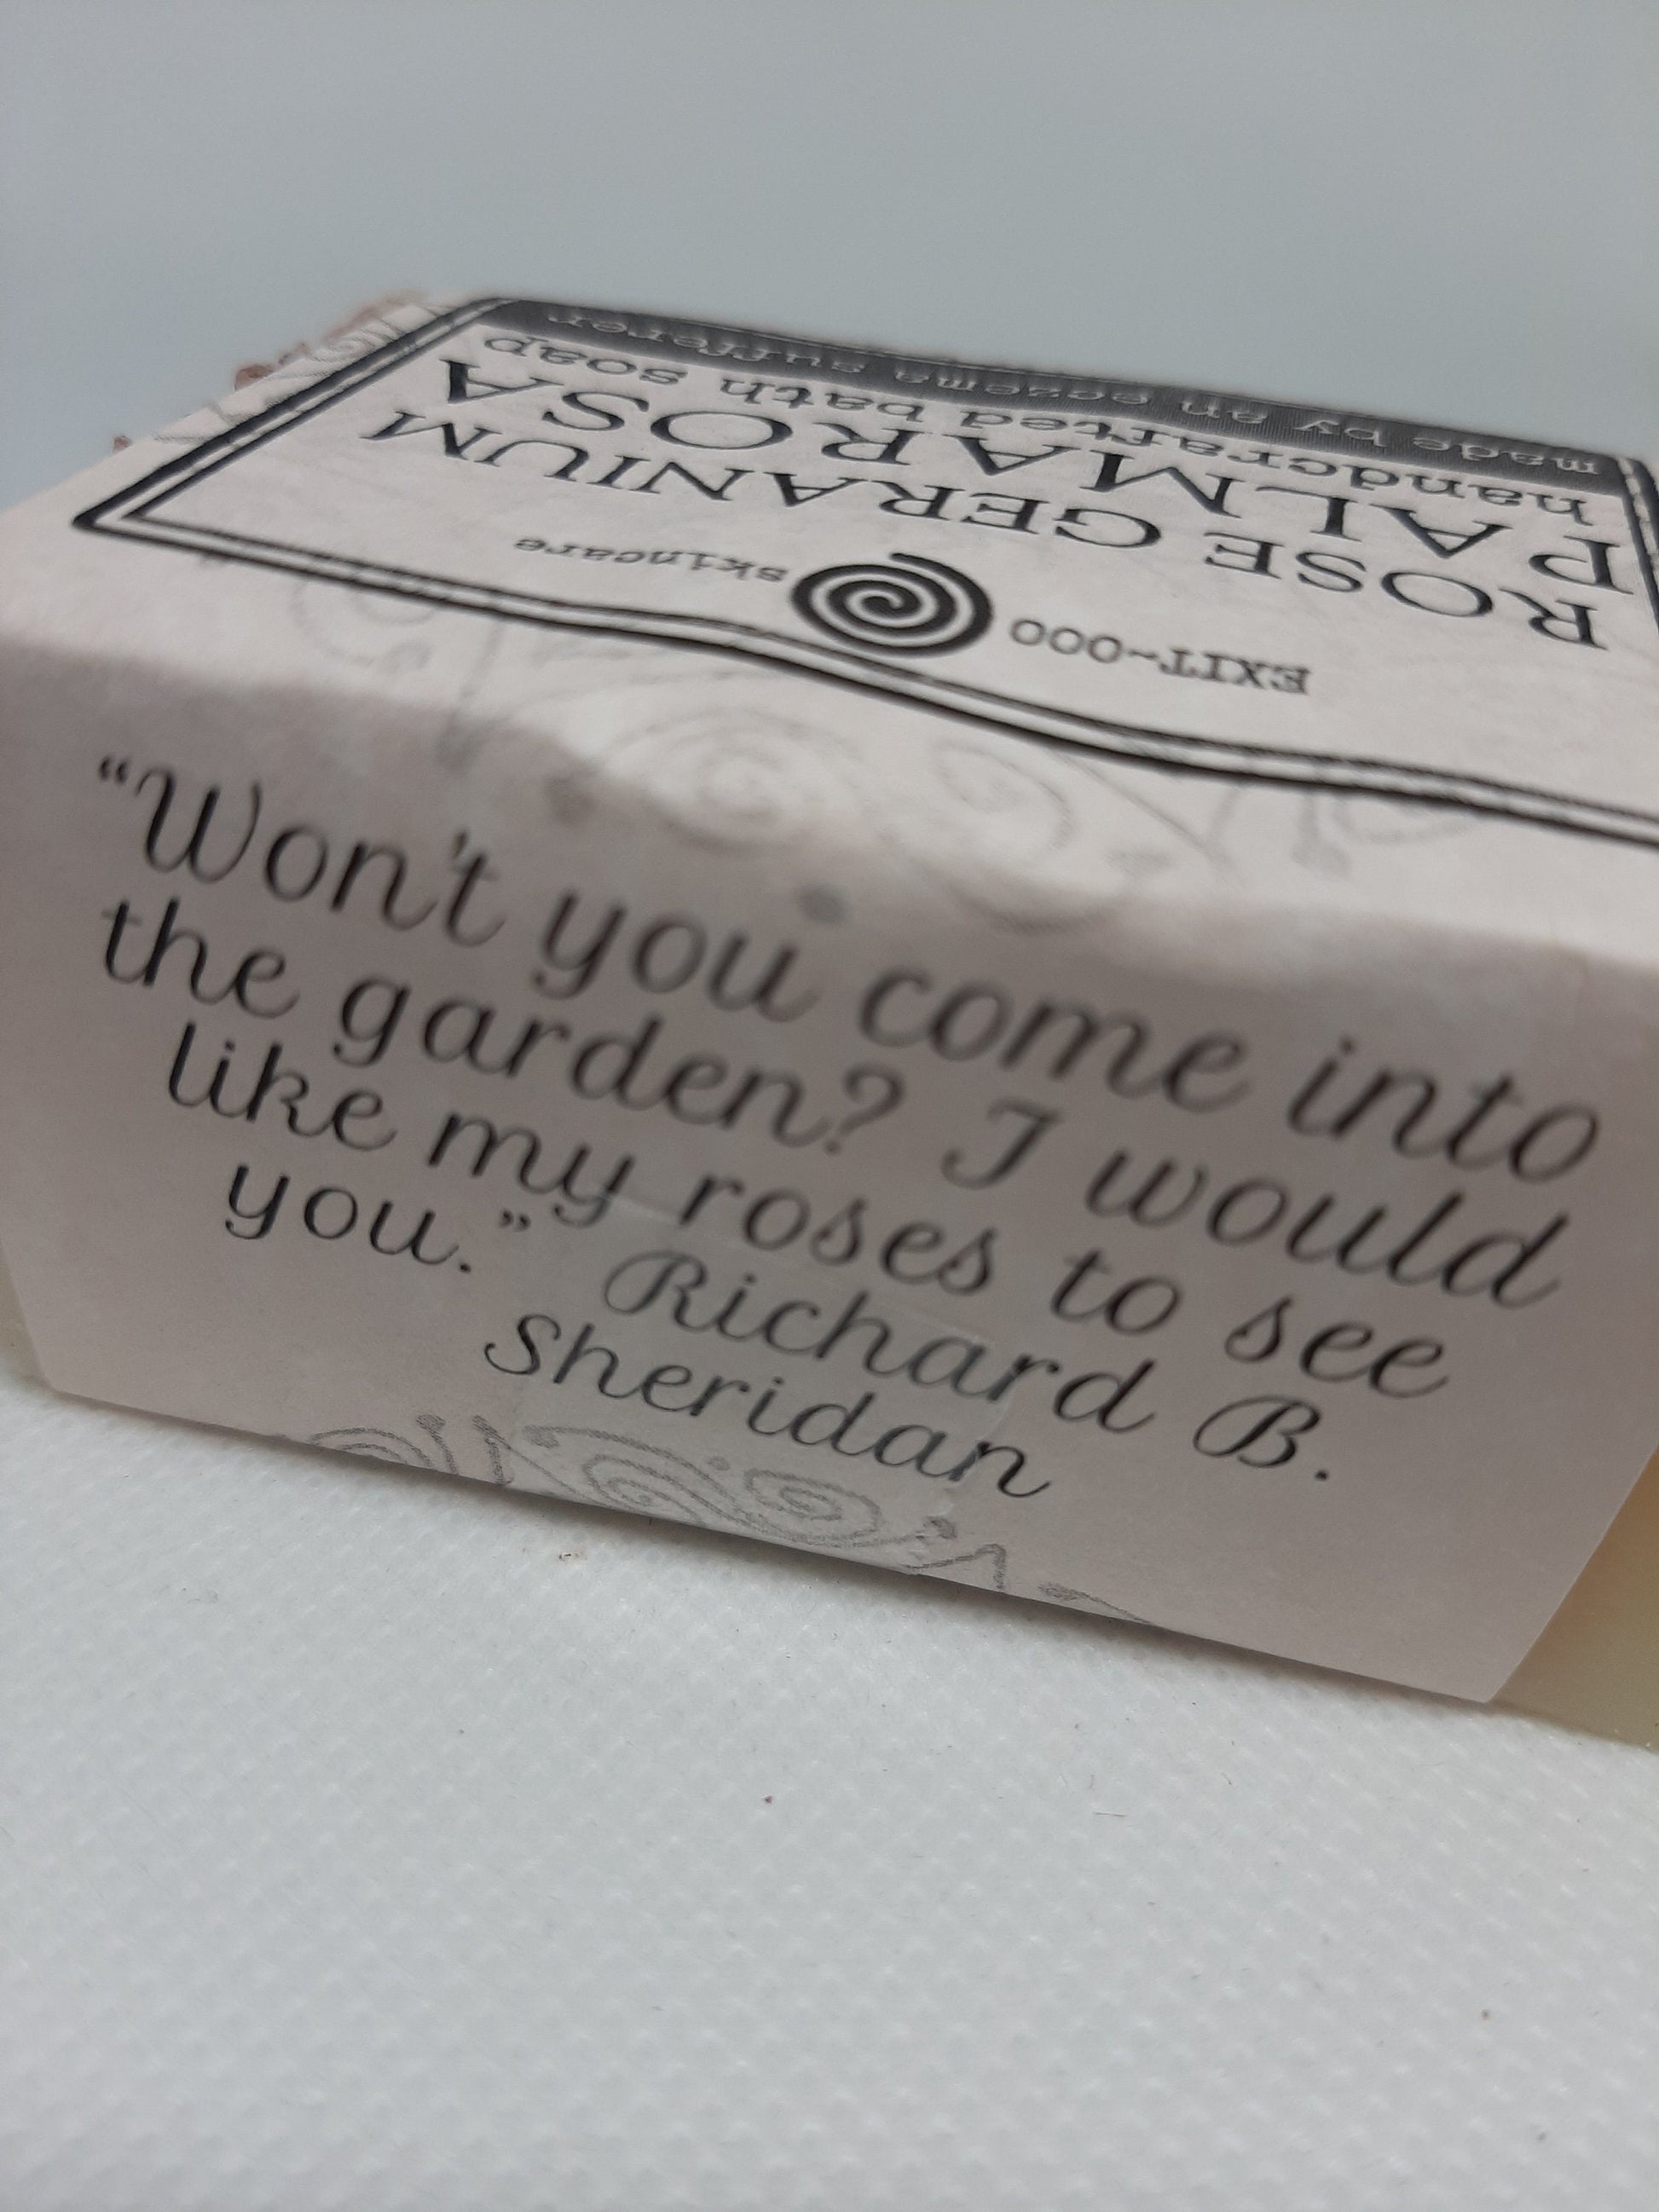 EXIT~000 skincare
ROSE GERANIUM
PALMAROSA
handcrafted bath soap
made by an eczema sufferer
“Won't you come into
the garden? I would
like my roses to see
you.” Richard B.
Sheridan